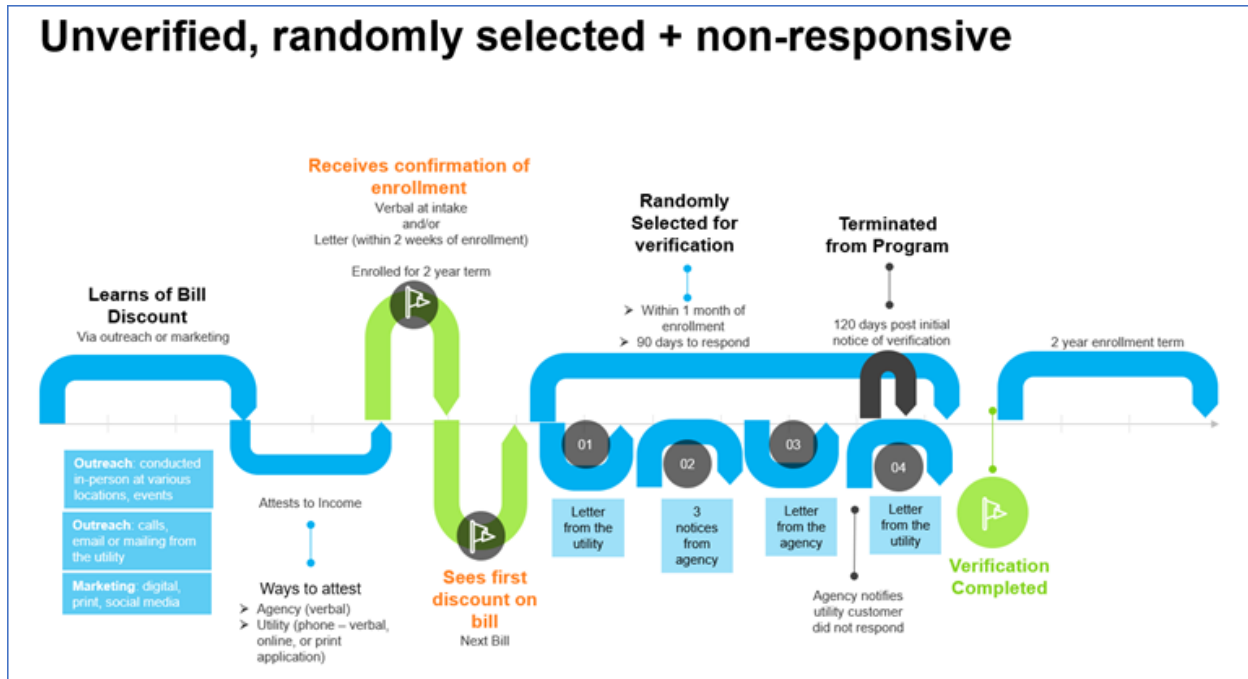 Unverified, randomly selected + non-responsive
Learns of Bill
Discount
Via outreach or marketing
Outreach: conducted
in-person at various
locations, events
Outreach: calls,
email or mailing from
the utility
Marketing: digital,
print, social media
Attests to Income
Ways to attest
➤ Agency (verbal)
➤ Utility (phone – verbal,
online, or print
application)
Receives confirmation of
enrollment
Verbal at intake
and/or
Letter (within 2 weeks of enrollment)
Enrolled for 2 year term
Sees first
discount on
bill
Next Bill
Randomly
Selected for
verification
➤ Within 1 month of
enrollment
➤ 90 days to respond
01
Letter
from the
utility
02
3
notices
from
agency
03
Letter
from the
agency
04
Letter
from the
utility
Agency notifies
utility customer
did not respond
Terminated
from Program
120 days post initial
notice of verification
Verification
Completed
2 year enrollment term